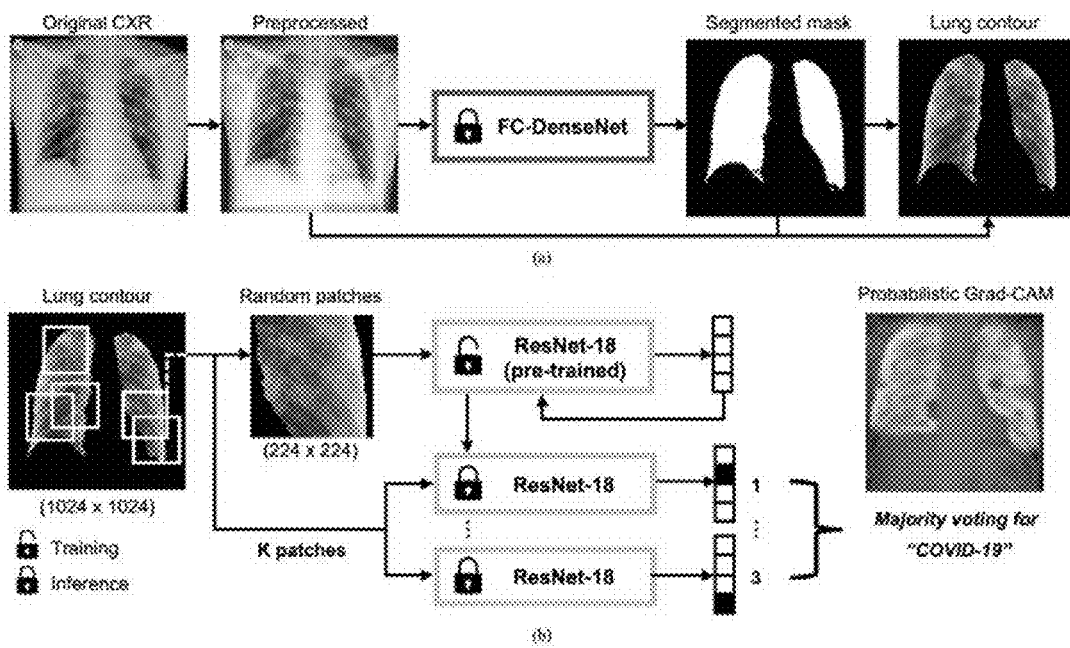 Original CXR
Preprocessed
Segmented mask
Lung contour
FC-DenseNet
(a)
Lung contour
Random patches
Probabilistic Grad-CAM
ResNet-18
(pre-trained)
(224 x 224)
(1024 x 1024)
ResNet-18
1
⋮
⋮
Majority voting for
"COVID-19"
Training
K patches
Inference
ResNet-18
3
(b)